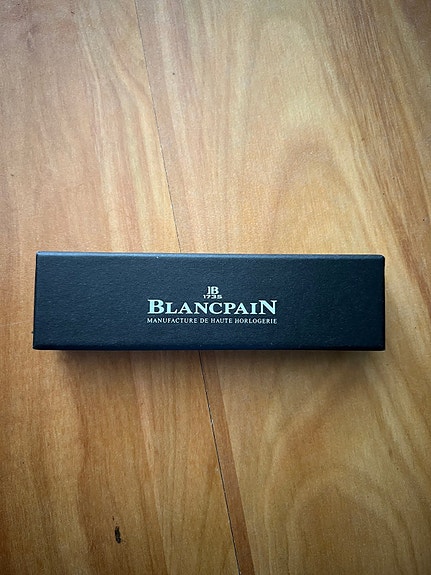 JB
1735
BLANCPAIN
MANUFACTURE DE HAUTE HORLOGERIE